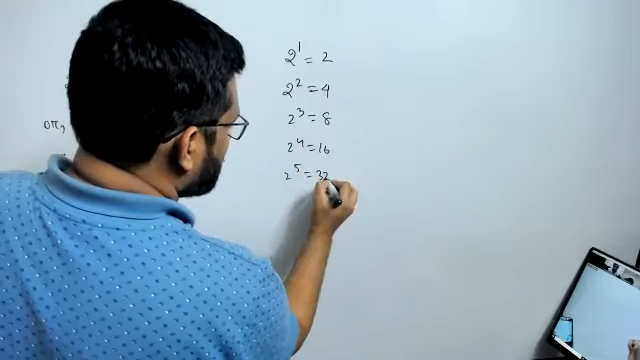 2¹ = 2
2² = 4
2³ = 8
2⁴ = 16
2⁵ = 32